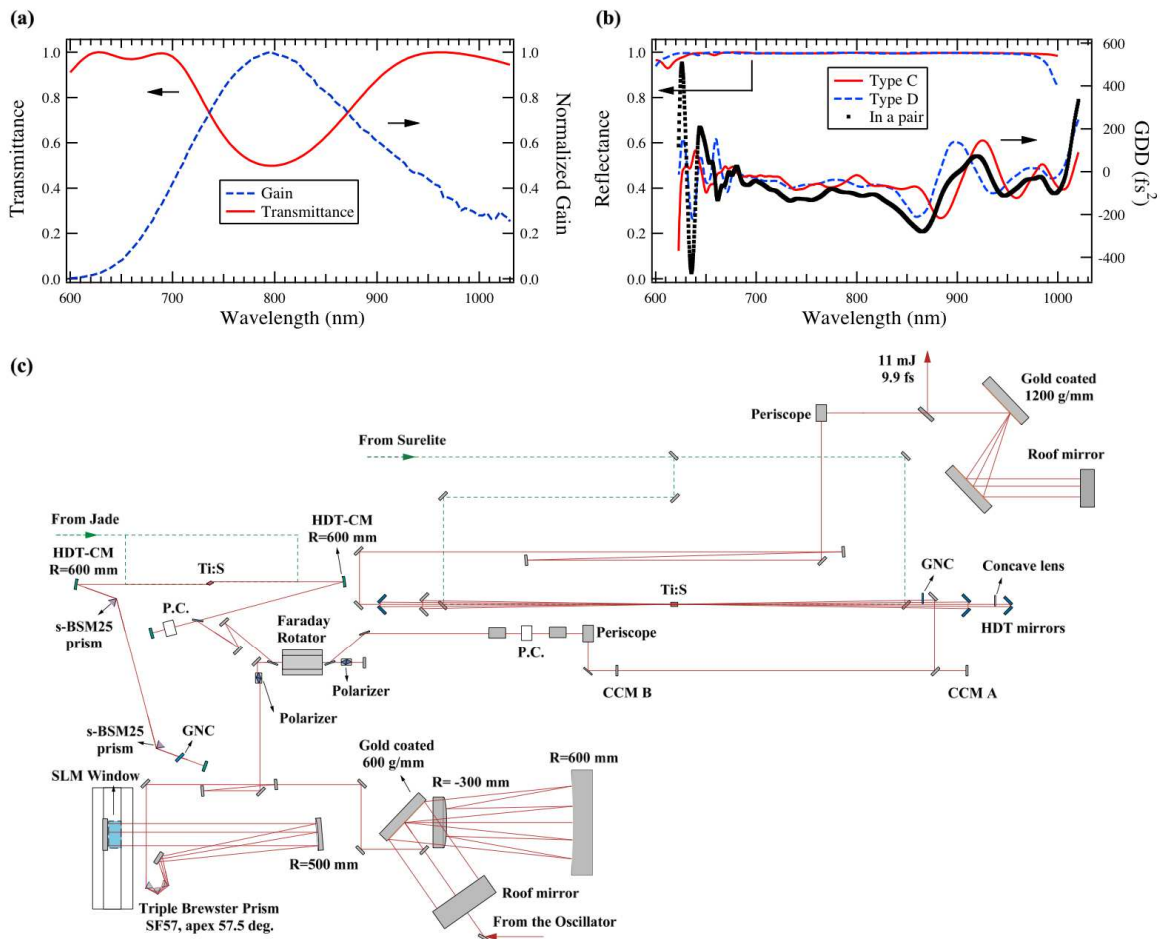 (a)
1.0
0.8
0.6
0.4
0.2
0.0
Transmittance
1.0
0.8
0.6
0.4
0.2
0.0
Normalized Gain
Gain
Transmittance
600
700
800
900
1000
Wavelength (nm)
(b)
1.0
0.8
0.6
0.4
0.2
0.0
Reflectance
600
400
200
0
-200
-400
GDD (fs^2)
Type C
Type D
In a pair
600
700
800
900
1000
Wavelength (nm)
(c)
11 mJ
9.9 fs
Gold coated
1200 g/mm
Periscope
Roof mirror
From Surelite
From Jade
HDT-CM
R=600 mm
HDT-CM
R=600 mm
Ti:S
GNC
Concave lens
Ti:S
HDT mirrors
P.C.
s-BSM25
prism
Faraday
Rotator
Periscope
P.C.
Polarizer
CCM B
CCM A
Polarizer
s-BSM25
prism
GNC
SLM Window
Gold coated
600 g/mm
R= -300 mm
R=600 mm
R=500 mm
Roof mirror
Triple Brewster Prism
SF57, apex 57.5 deg.
From the Oscillator